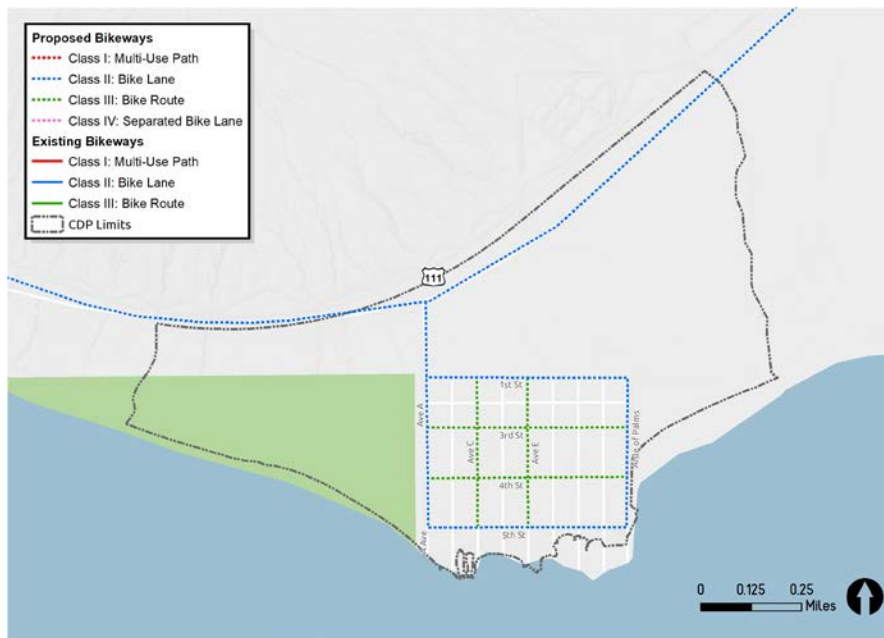 Proposed Bikeways
Class I: Multi-Use Path
Class II: Bike Lane
Class III: Bike Route
Class IV: Separated Bike Lane
Existing Bikeways
Class I: Multi-Use Path
Class II: Bike Lane
Class III: Bike Route
CDP Limits
111
1st St
Ave A
3rd St
Ave C
Ave E
Aisle of Palms
4th St
Ave
5th St
0 0.125 0.25
Miles